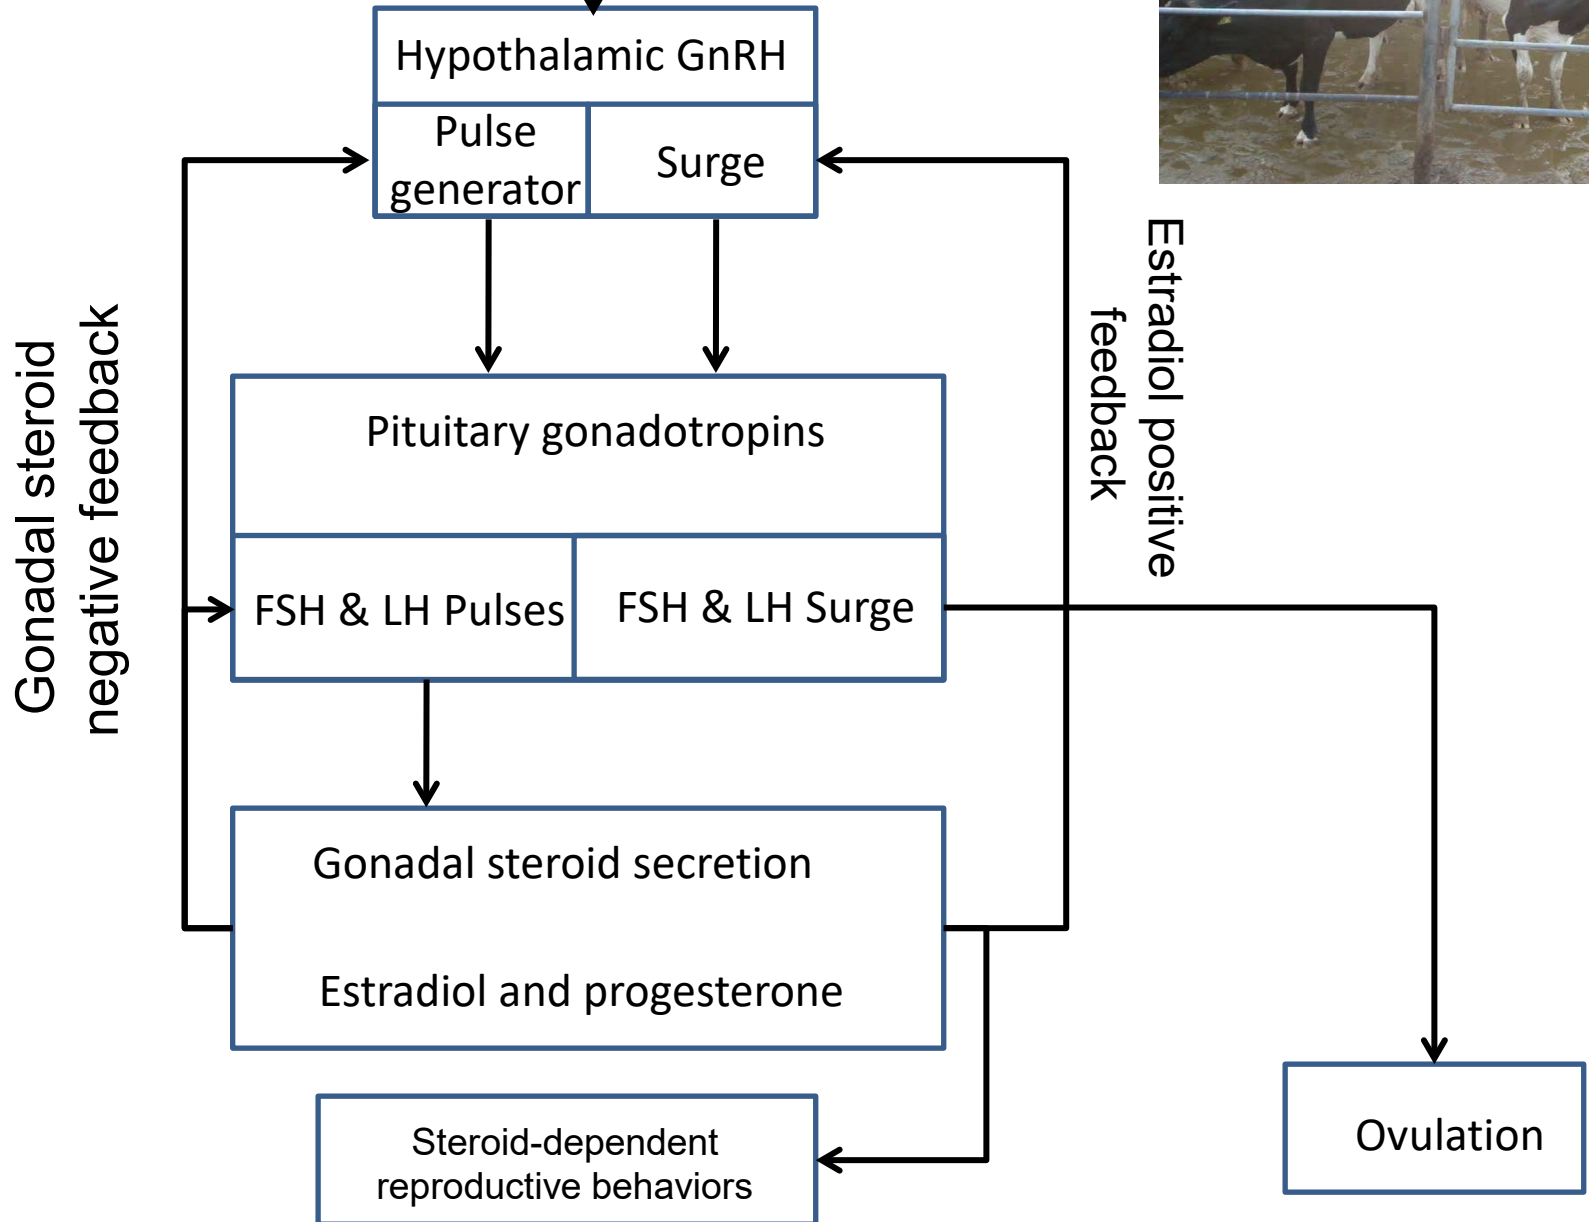 Hypothalamic GnRH
Pulse
generator
Surge
Gonadal steroid
negative feedback
Estradiol positive
feedback
Pituitary gonadotropins
FSH & LH Pulses
FSH & LH Surge
Gonadal steroid secretion
Estradiol and progesterone
Steroid-dependent
reproductive behaviors
Ovulation